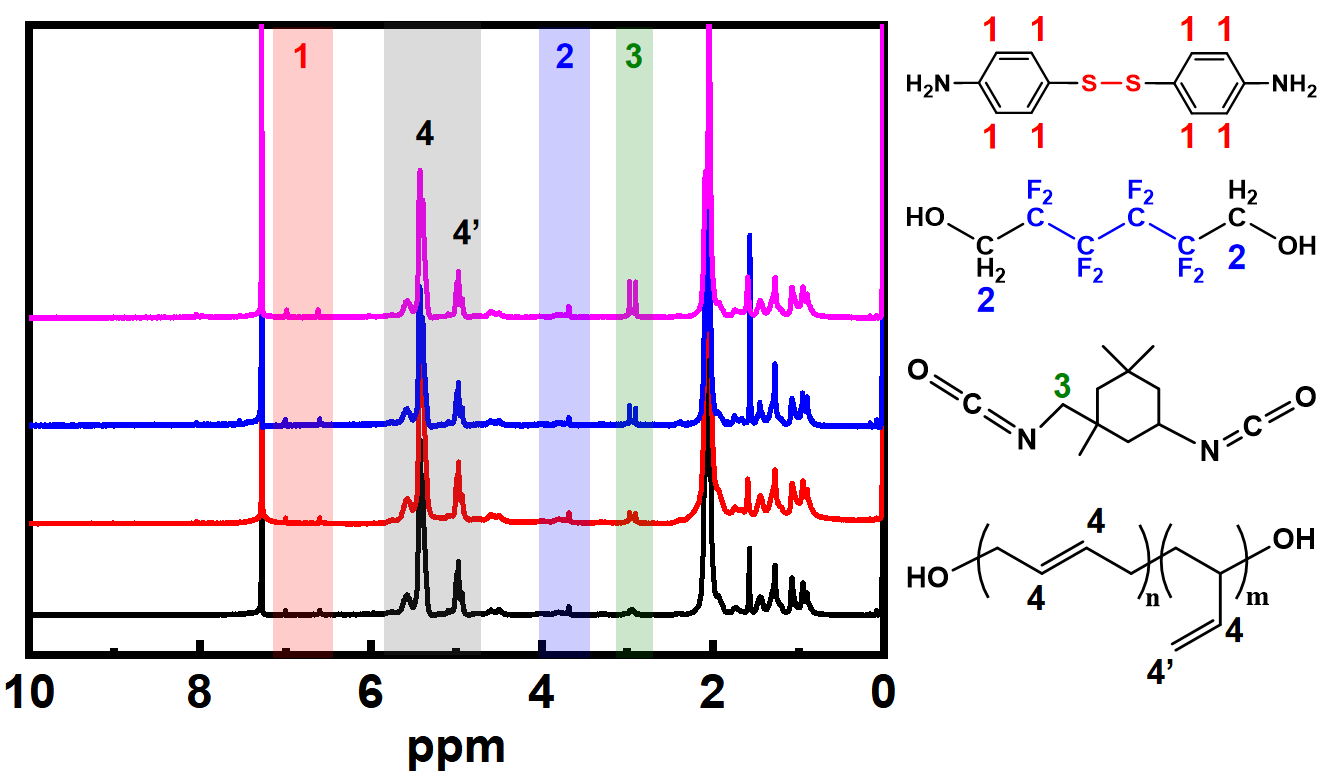 1
2
3
4
4’
10
8
6
4
2
0
ppm
1 1 1 1
H₂N S S NH₂
1 1 1 1
F₂ F₂ H₂
HO C C C
C C C OH
H₂ F₂ F₂ 2
2
O 3 O
C C
N N
4 OH
HO
4 n m
4
4’